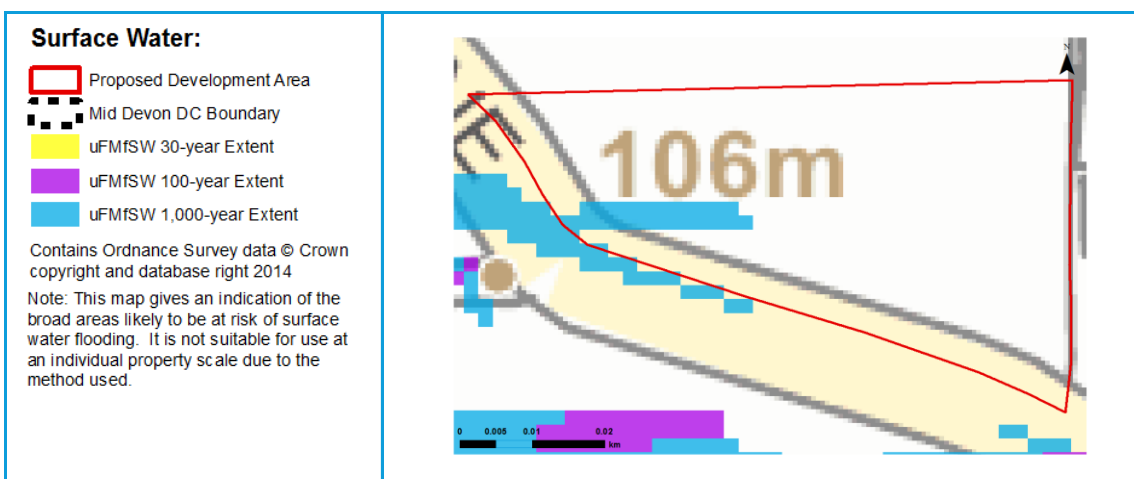 Surface Water:
Proposed Development Area
Mid Devon DC Boundary
uFMfSW 30-year Extent
uFMfSW 100-year Extent
uFMfSW 1,000-year Extent
Contains Ordnance Survey data © Crown
copyright and database right 2014
Note: This map gives an indication of the
broad areas likely to be at risk of surface
water flooding. It is not suitable for use at
an individual property scale due to the
method used.
N
106m
0 0.005 0.01 0.02
km